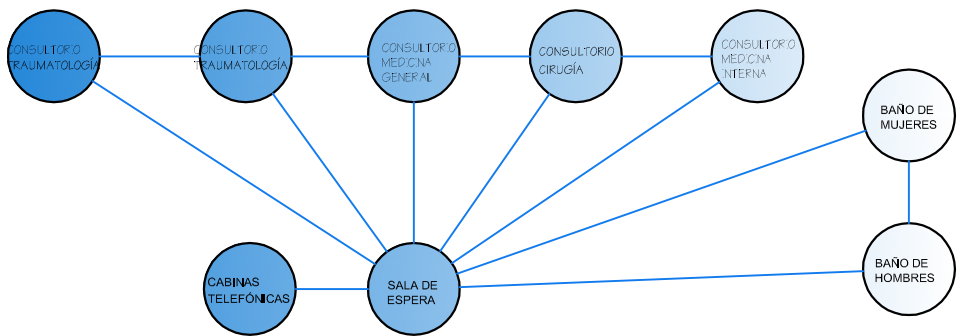 CONSULTORIO
TRAUMATOLOGÍA
CONSULTORIO
TRAUMATOLOGÍA
CONSULTORIO
MEDICINA
GENERAL
CONSULTORIO
CIRUGÍA
CONSULTORIO
MEDICINA
INTERNA
BAÑO DE
MUJERES
CABINAS
TELEFÓNICAS
SALA DE
ESPERA
BAÑO DE
HOMBRES